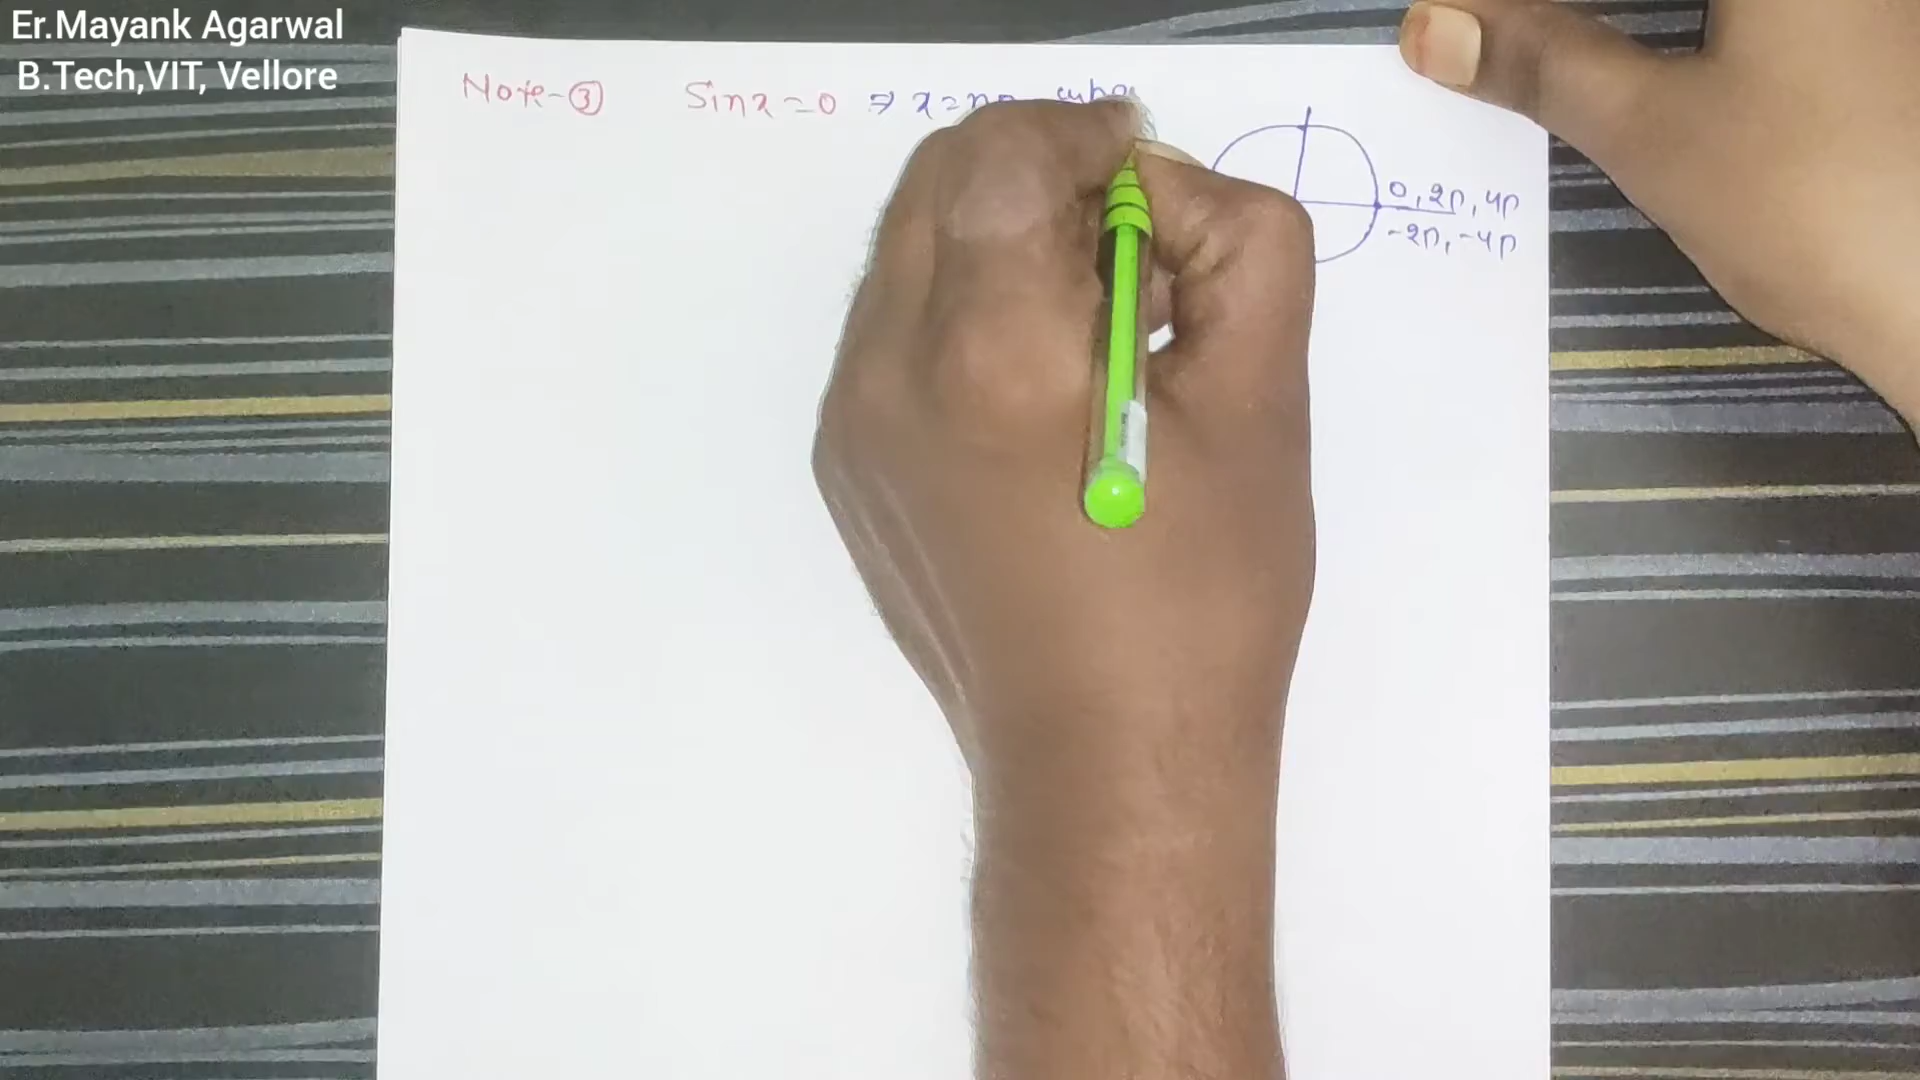 Er.Mayank Agarwal
B.Tech,VIT, Vellore
Note-③ Sinx=0 ⇒ x=nπ
0,2π,4π
-2π,-4π